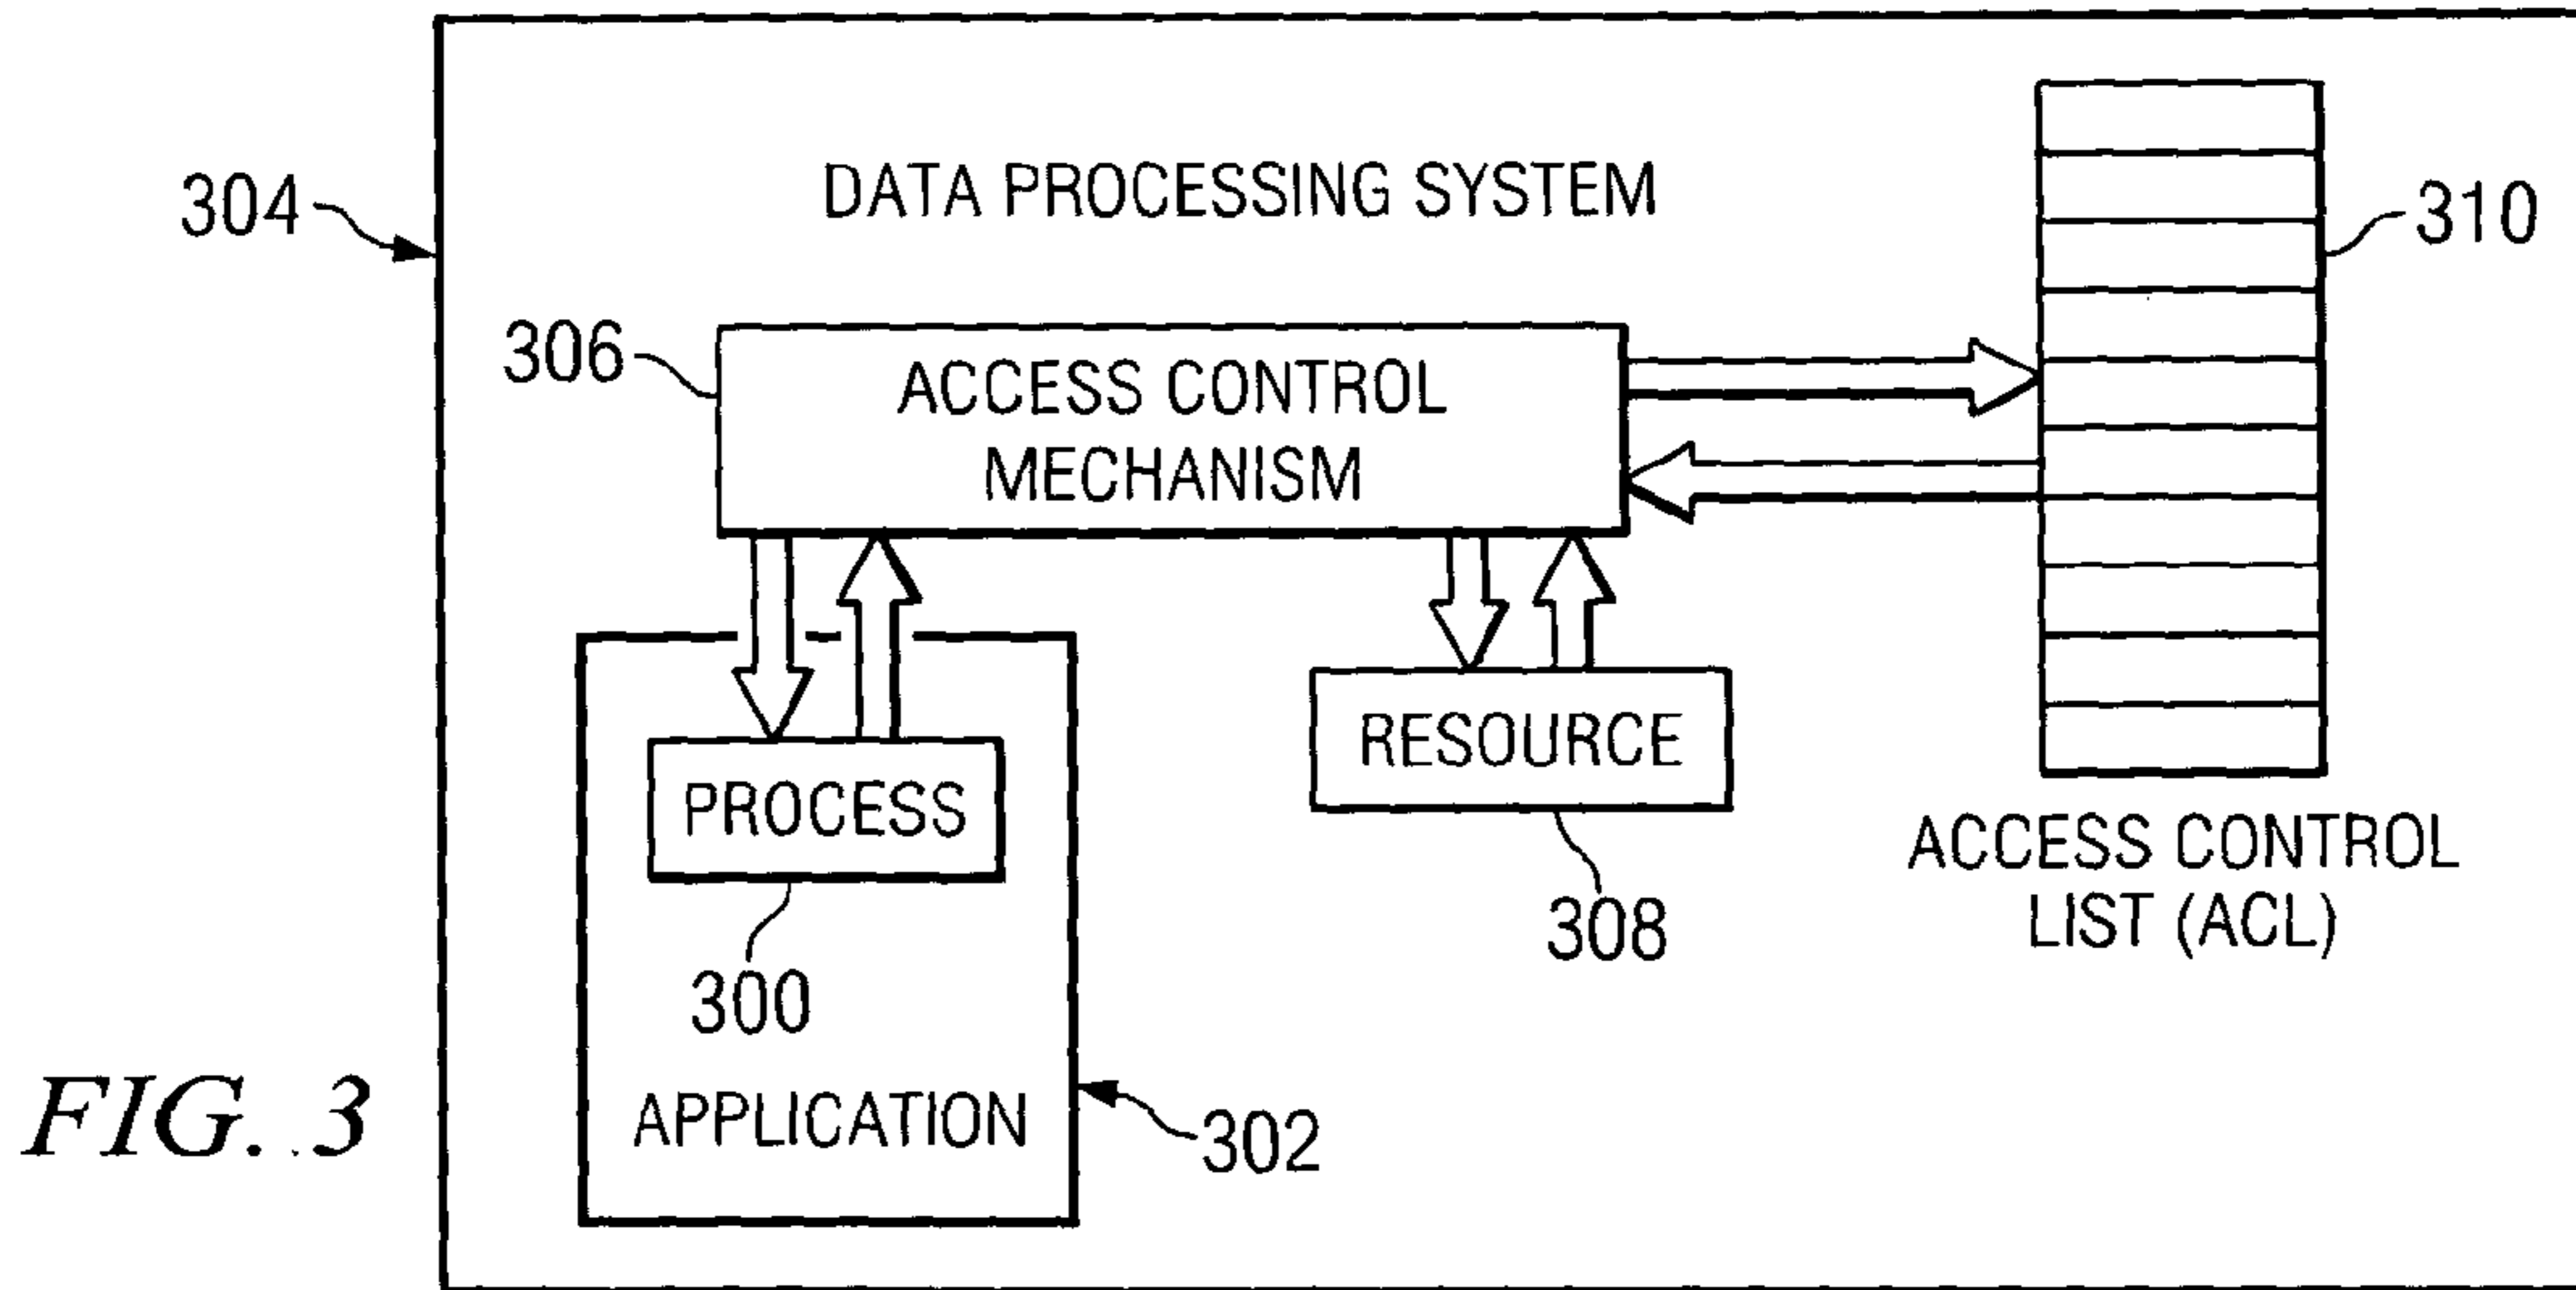 DATA PROCESSING SYSTEM
304
310
306
ACCESS CONTROL
MECHANISM
RESOURCE
PROCESS
ACCESS CONTROL
LIST (ACL)
308
300
APPLICATION
302
FIG. 3